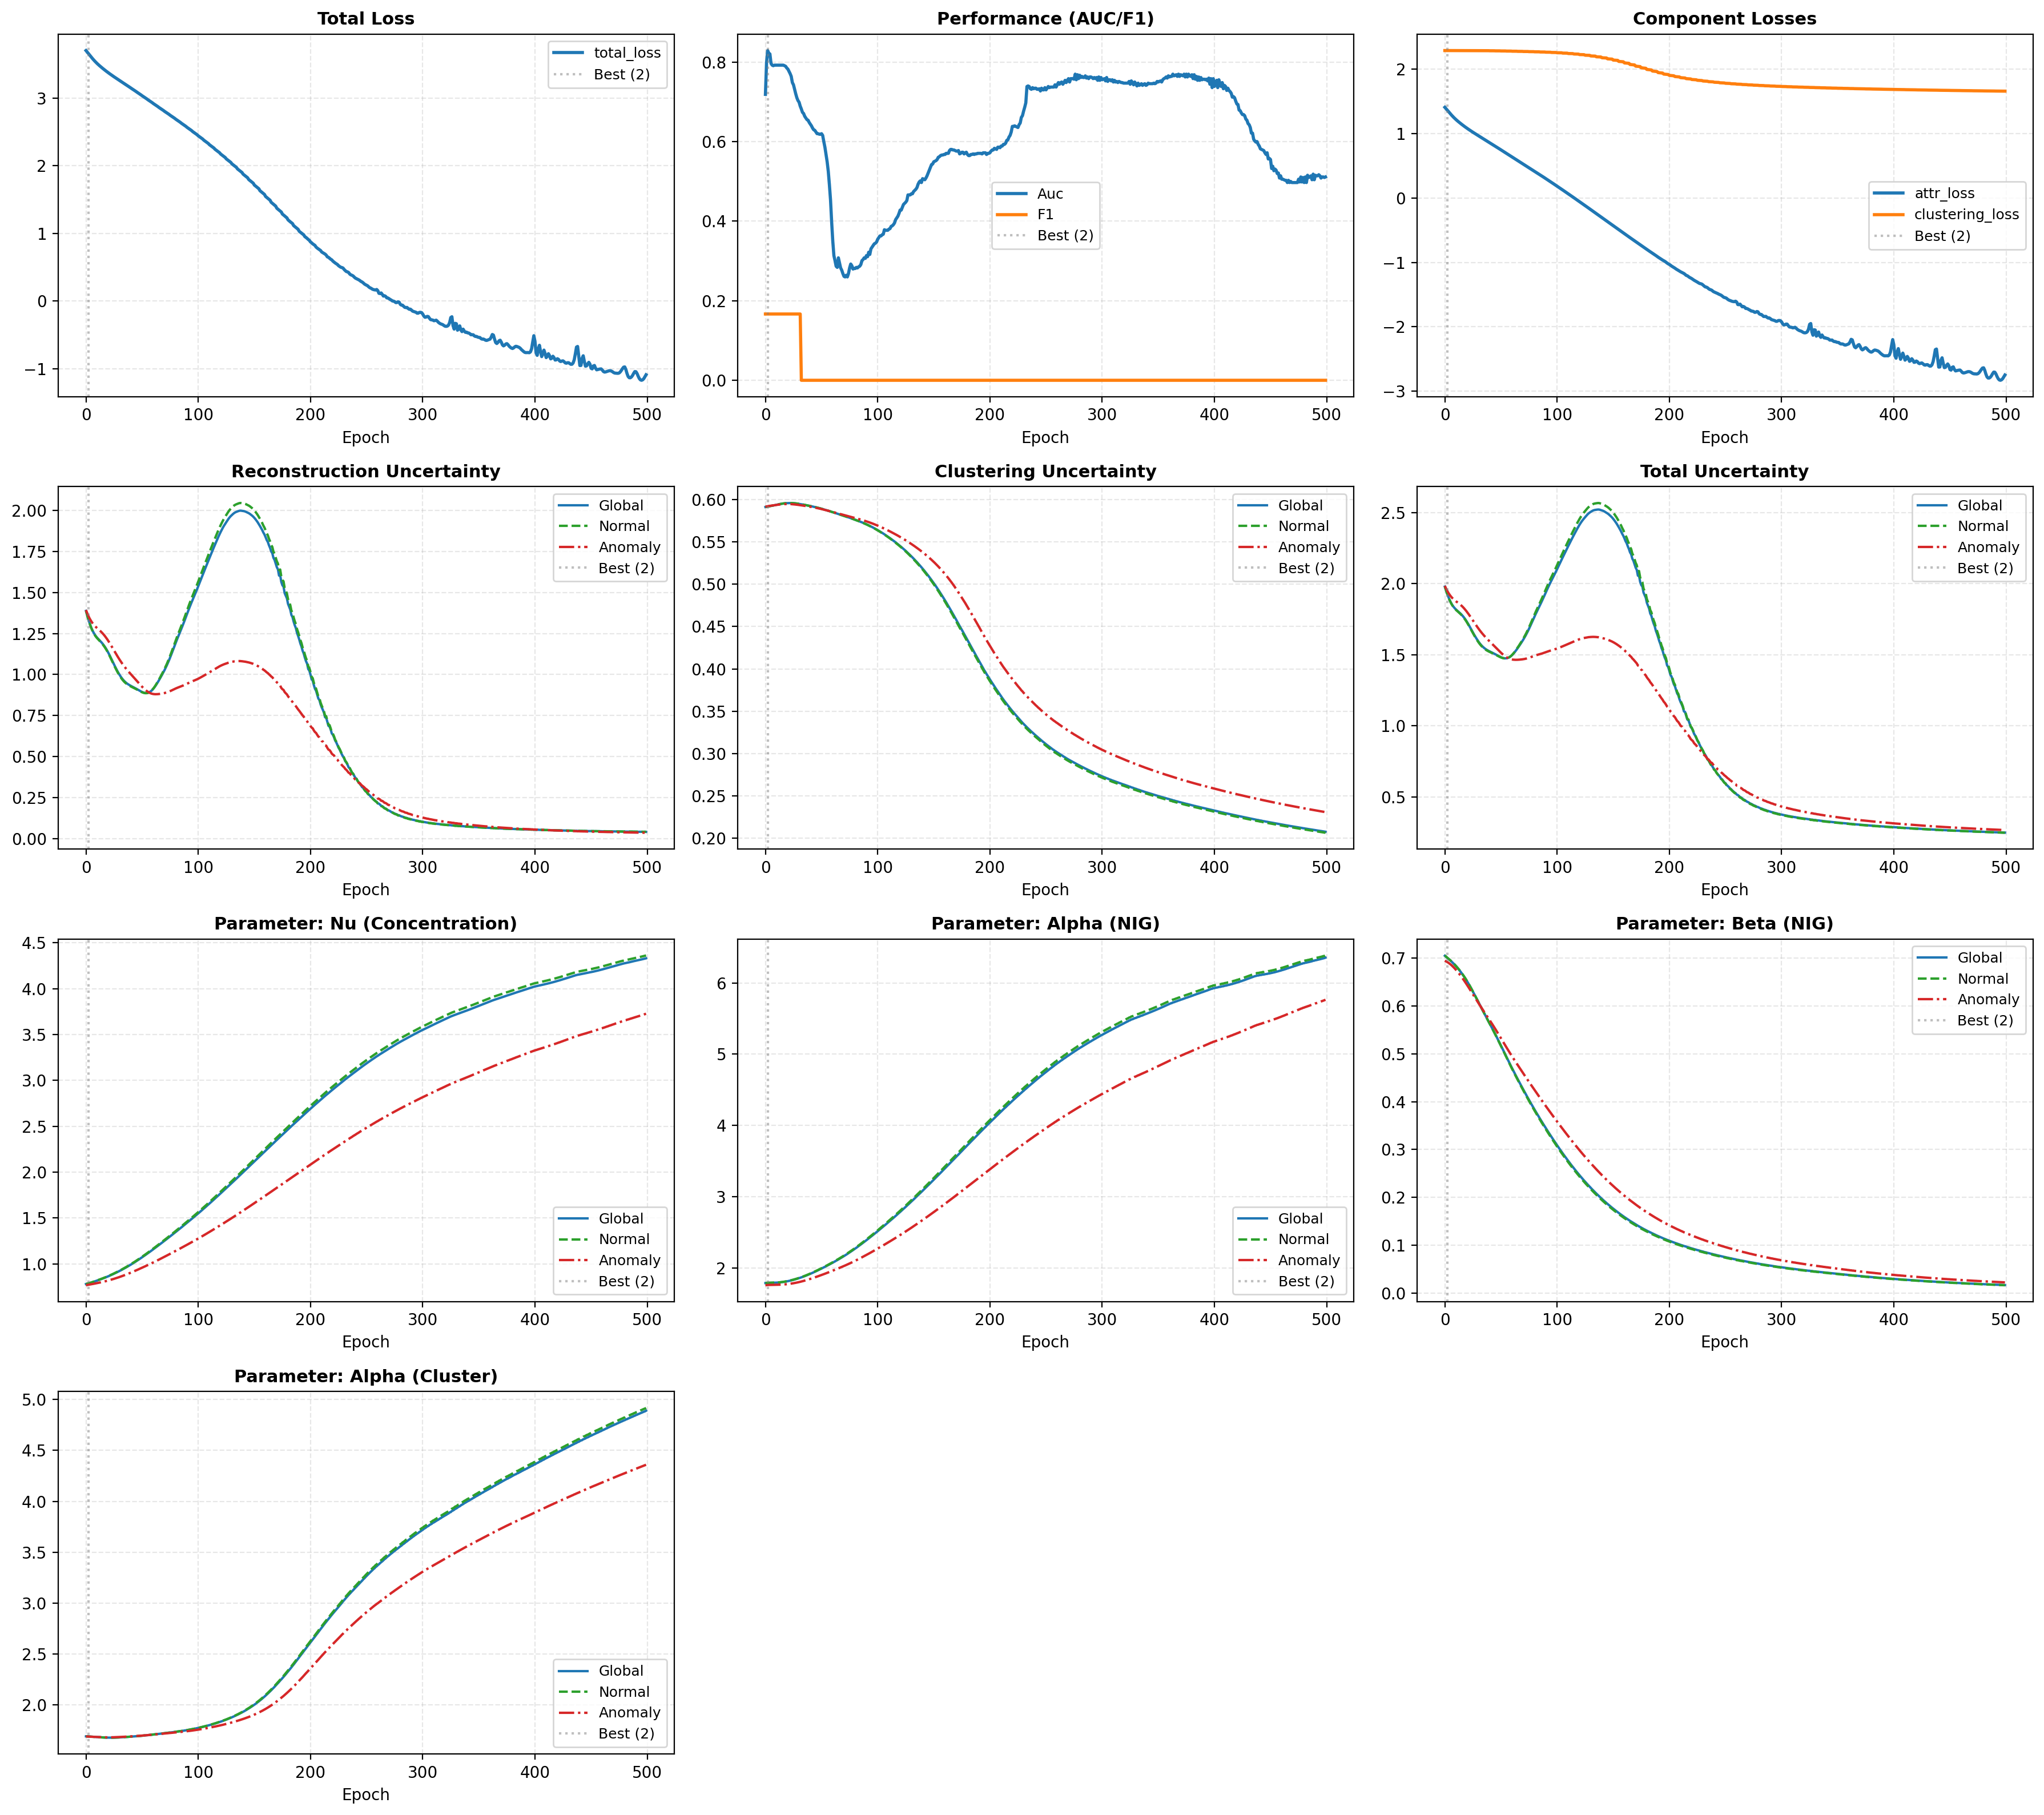 Total Loss
3
2
1
0
−1
0 100 200 300 400 500
Epoch
total_loss
Best (2)
Performance (AUC/F1)
0.8
0.6
0.4
0.2
0.0
0 100 200 300 400 500
Epoch
Auc
F1
Best (2)
Component Losses
2
1
0
−1
−2
−3
0 100 200 300 400 500
Epoch
attr_loss
clustering_loss
Best (2)
Reconstruction Uncertainty
2.00
1.75
1.50
1.25
1.00
0.75
0.50
0.25
0.00
0 100 200 300 400 500
Epoch
Global
Normal
Anomaly
Best (2)
Clustering Uncertainty
0.60
0.55
0.50
0.45
0.40
0.35
0.30
0.25
0.20
0 100 200 300 400 500
Epoch
Global
Normal
Anomaly
Best (2)
Total Uncertainty
2.5
2.0
1.5
1.0
0.5
0 100 200 300 400 500
Epoch
Global
Normal
Anomaly
Best (2)
Parameter: Nu (Concentration)
4.5
4.0
3.5
3.0
2.5
2.0
1.5
1.0
0 100 200 300 400 500
Epoch
Global
Normal
Anomaly
Best (2)
Parameter: Alpha (NIG)
6
5
4
3
2
0 100 200 300 400 500
Epoch
Global
Normal
Anomaly
Best (2)
Parameter: Beta (NIG)
0.7
0.6
0.5
0.4
0.3
0.2
0.1
0.0
0 100 200 300 400 500
Epoch
Global
Normal
Anomaly
Best (2)
Parameter: Alpha (Cluster)
5.0
4.5
4.0
3.5
3.0
2.5
2.0
0 100 200 300 400 500
Epoch
Global
Normal
Anomaly
Best (2)